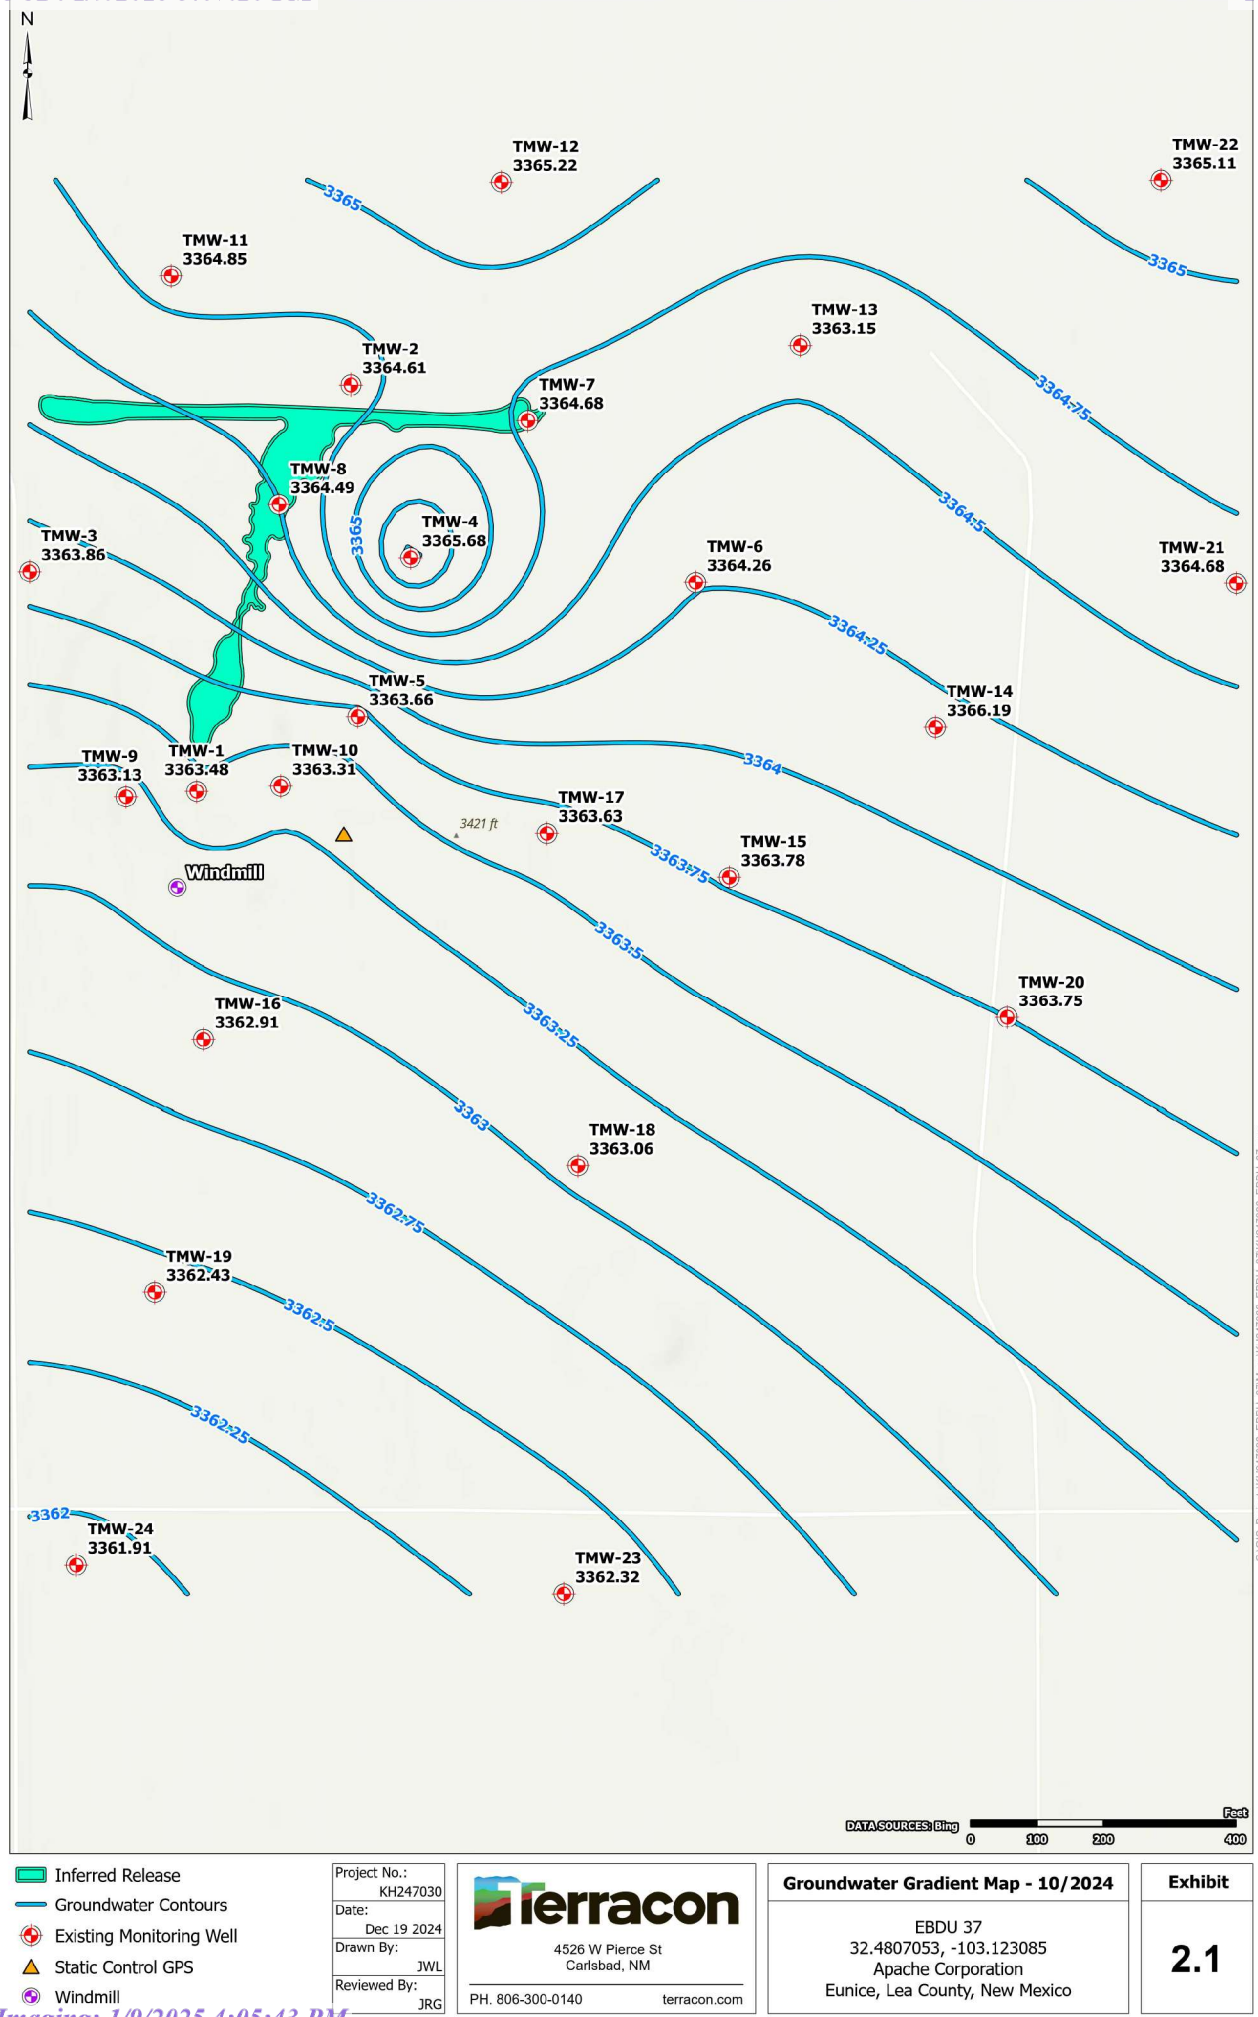 N
TMW-12
3365.22
TMW-22
3365.11
3365
TMW-11
3364.85
3365
TMW-13
3363.15
TMW-2
3364.61
TMW-7
3364.68
3364.75
TMW-8
3364.49
3364.5
TMW-4
3365.68
3365
TMW-3
3363.86
TMW-6
3364.26
TMW-21
3364.68
3364.25
TMW-5
3363.66
TMW-14
3366.19
TMW-9
3363.13
TMW-1
3363.48
TMW-10
3363.31
3364
TMW-17
3363.63
3421 ft
TMW-15
3363.78
3363.75
Windmill
3363.5
TMW-20
3363.75
TMW-16
3362.91
3363.25
3363
TMW-18
3363.06
3362.75
TMW-19
3362.43
3362.5
3362.25
3362
TMW-24
3361.91
TMW-23
3362.32
Feet
DATA SOURCES: Bing
0 100 200 400
Inferred Release
Groundwater Contours
Existing Monitoring Well
Static Control GPS
Windmill
Project No.:
KH247030
Date:
Dec 19 2024
Drawn By:
JWL
Reviewed By:
JRG
Terracon
4526 W Pierce St
Carlsbad, NM
PH. 806-300-0140 terracon.com
Groundwater Gradient Map - 10/2024
EBDU 37
32.4807053, -103.123085
Apache Corporation
Eunice, Lea County, New Mexico
Exhibit
2.1
Imaging: 1/9/2025 4:05:43 PM